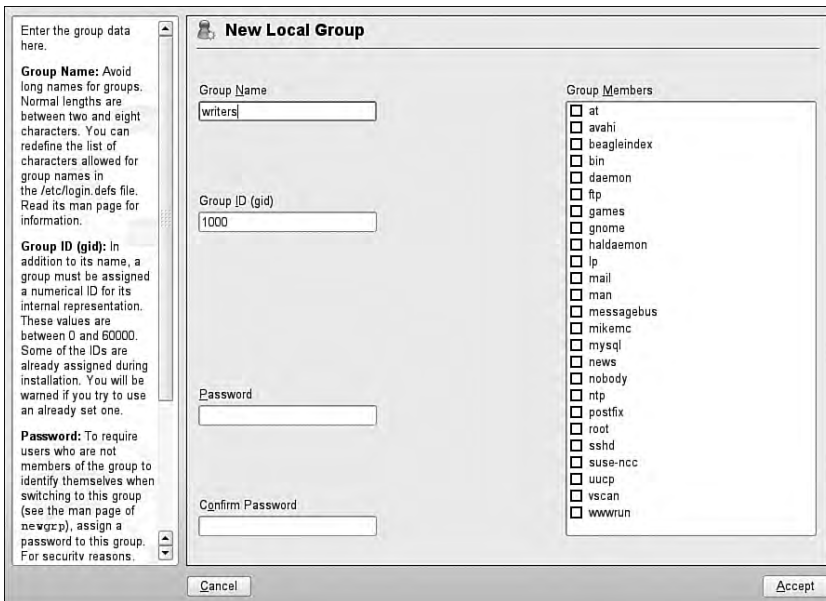 Enter the group data
here.
Group Name: Avoid
long names for groups.
Normal lengths are
between two and eight
characters. You can
redefine the list of
characters allowed for
group names in
the /etc/login.defs file.
Read its man page for
information.
Group ID (gid): In
addition to its name, a
group must be assigned
a numerical ID for its
internal representation.
These values are
between 0 and 60000.
Some of the IDs are
already assigned during
installation. You will be
warned if you try to use
an already set one.
Password: To require
users who are not
members of the group to
identify themselves when
switching to this group
(see the man page of
newgrp), assign a
password to this group.
For security reasons,
New Local Group
Group Name
writers
Group ID (gid)
1000
Password
Confirm Password
Group Members
at
avahi
beagleindex
bin
daemon
ftp
games
gnome
haldaemon
lp
mail
man
messagebus
mikemc
mysql
news
nobody
ntp
postfix
root
sshd
suse-ncc
uucp
vscan
wwwrun
Cancel
Accept